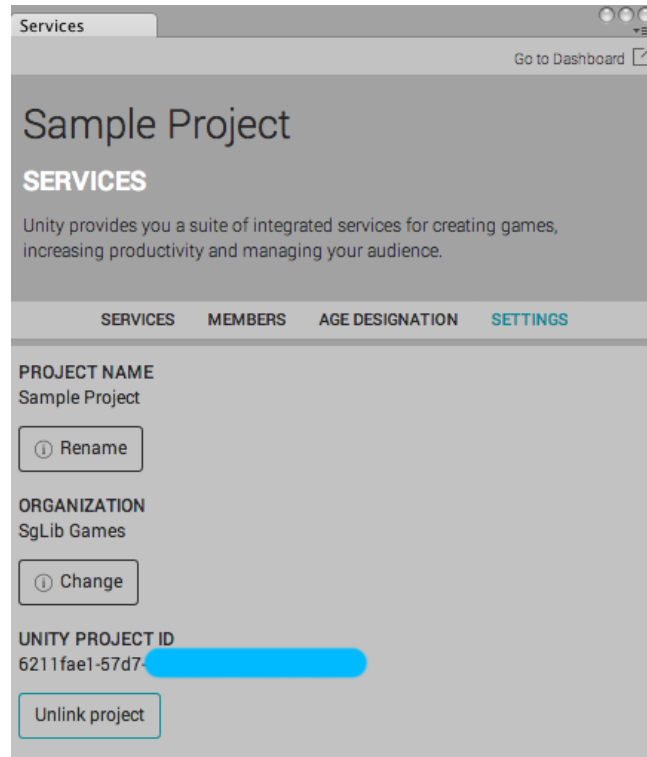 Services
Go to Dashboard
Sample Project
SERVICES
Unity provides you a suite of integrated services for creating games,
increasing productivity and managing your audience.
SERVICES MEMBERS AGE DESIGNATION SETTINGS
PROJECT NAME
Sample Project
Rename
ORGANIZATION
SgLib Games
Change
UNITY PROJECT ID
6211fae1-57d7-
Unlink project